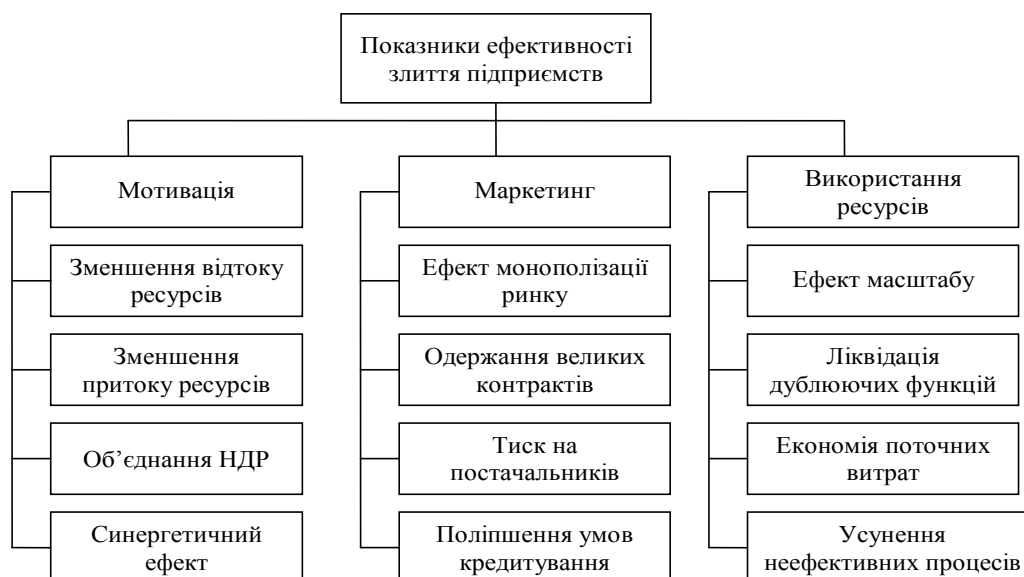 Показники ефективності
злиття підприємств
Мотивація
Зменшення відтоку
ресурсів
Зменшення
притоку ресурсів
Об’єднання НДР
Синергетичний
ефект
Маркетинг
Ефект монополізації
ринку
Одержання великих
контрактів
Тиск на
постачальників
Поліпшення умов
кредитування
Використання
ресурсів
Ефект масштабу
Ліквідація
дублюючих функцій
Економія поточних
витрат
Усунення
неефективних процесів